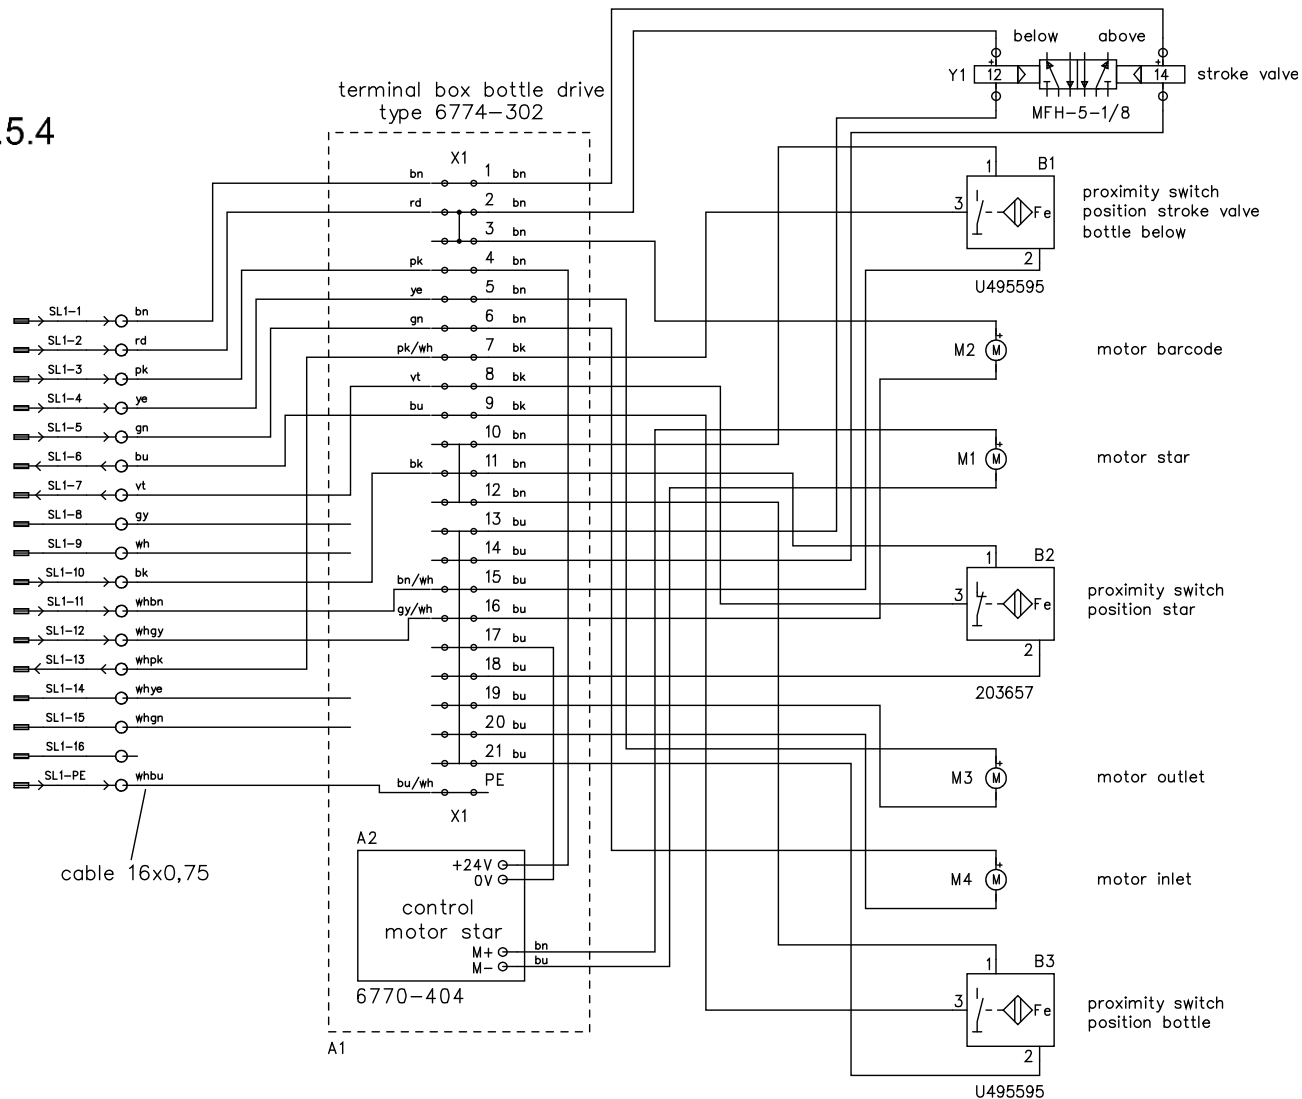 .5.4
terminal box bottle drive
type 6774-302
below above
Y1 12 14 stroke valve
MFH-5-1/8
X1
bn 1 bn
rd 2 bn
3 bn
pk 4 bn
ye 5 bn
gn 6 bn
pk/wh 7 bk
vt 8 bk
bu 9 bk
10 bn
bk 11 bn
12 bn
13 bu
14 bu
bn/wh 15 bu
gy/wh 16 bu
17 bu
18 bu
19 bu
20 bu
21 bu
bu/wh PE
X1
SL1-1 bn
SL1-2 rd
SL1-3 pk
SL1-4 ye
SL1-5 gn
SL1-6 bu
SL1-7 vt
SL1-8 gy
SL1-9 wh
SL1-10 bk
SL1-11 whbn
SL1-12 whgy
SL1-13 whpk
SL1-14 whye
SL1-15 whgn
SL1-16
SL1-PE whbu
cable 16x0,75
A2
+24V
0V
control
motor star
M+ bn
M- bu
6770-404
A1
1 B1
3 Fe
2
U495595
proximity switch
position stroke valve
bottle below
+
M2 M motor barcode
+
M1 M motor star
1 B2
3 Fe
2
203657
proximity switch
position star
+
M3 M motor outlet
+
M4 M motor inlet
1 B3
3 Fe
2
U495595
proximity switch
position bottle